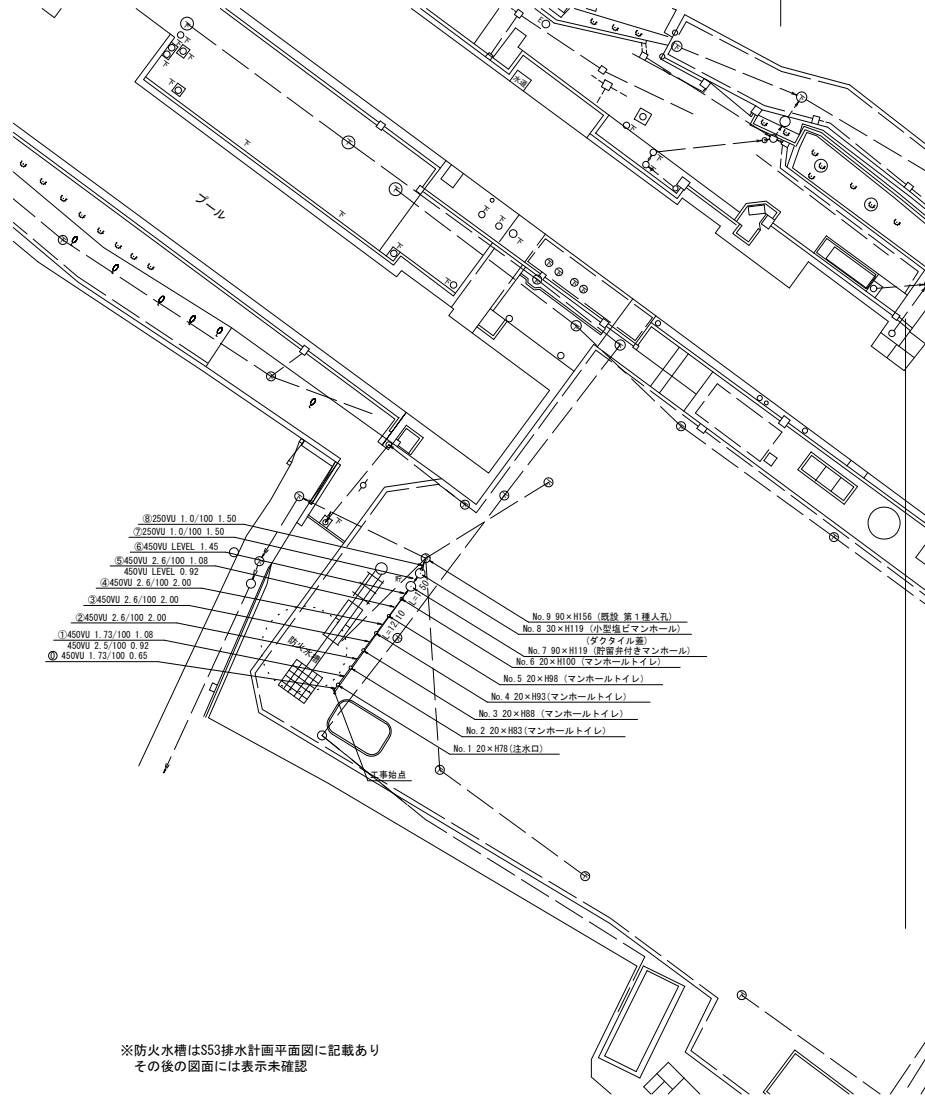 水道
プール
⑧250VU 1.0/100 1.50
⑦250VU 1.0/100 1.50
⑥450VU LEVEL 1.45
⑤450VU 2.6/100 1.08
450VU LEVEL 0.92
④450VU 2.6/100 2.00
③450VU 2.6/100 2.00
②450VU 2.6/100 2.00
①450VU 1.73/100 1.08
450VU 2.5/100 0.92
⓪ 450VU 1.73/100 0.65
防火水槽
No.9 90×H156 (既設 第1種人孔)
No.8 30×H119 (小型塩ビマンホール)
(ダクタイル蓋)
No.7 90×H119 (貯留弁付きマンホール)
No.6 20×H100 (マンホールトイレ)
No.5 20×H98 (マンホールトイレ)
No.4 20×H93(マンホールトイレ)
No.3 20×H88 (マンホールトイレ)
No.2 20×H83(マンホールトイレ)
No.1 20×H78(注水口)
工事始点
※防火水槽はS53排水計画平面図に記載あり
その後の図面には表示未確認